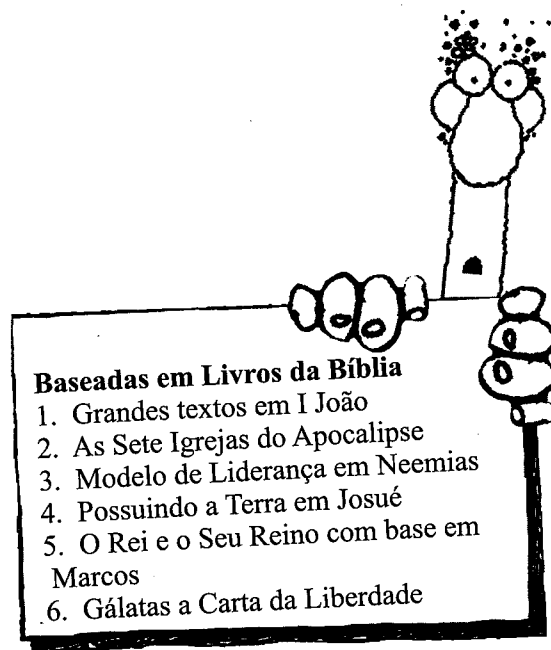 Baseadas em Livros da Bíblia
1. Grandes textos em I João
2. As Sete Igrejas do Apocalipse
3. Modelo de Liderança em Neemias
4. Possuindo a Terra em Josué
5. O Rei e o Seu Reino com base em
Marcos
6. Gálatas a Carta da Liberdade